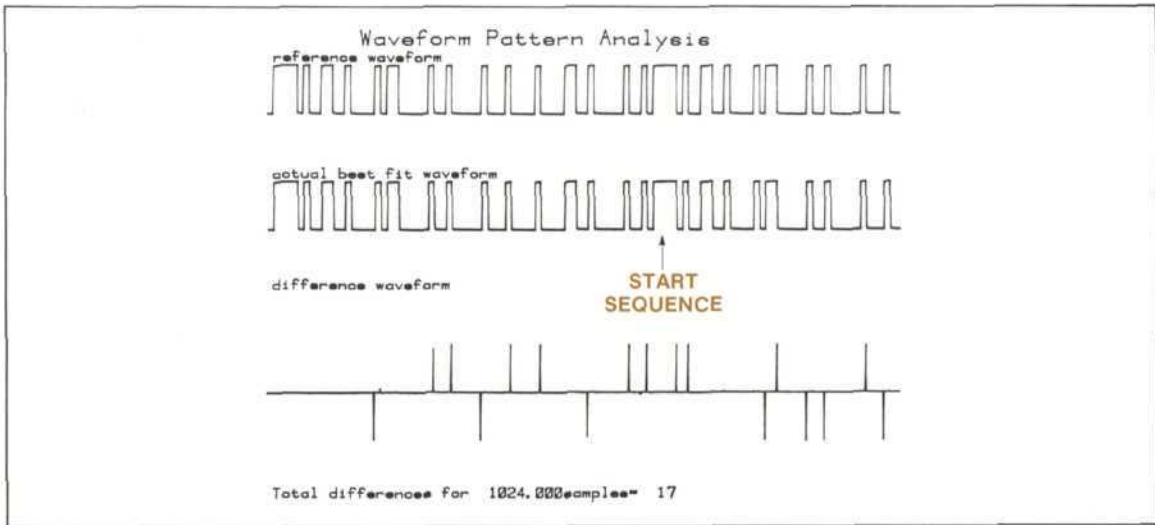 Waveform Pattern Analysis
reference waveform
actual best fit waveform
START
SEQUENCE
difference waveform
Total differences for 1024.000samples= 17